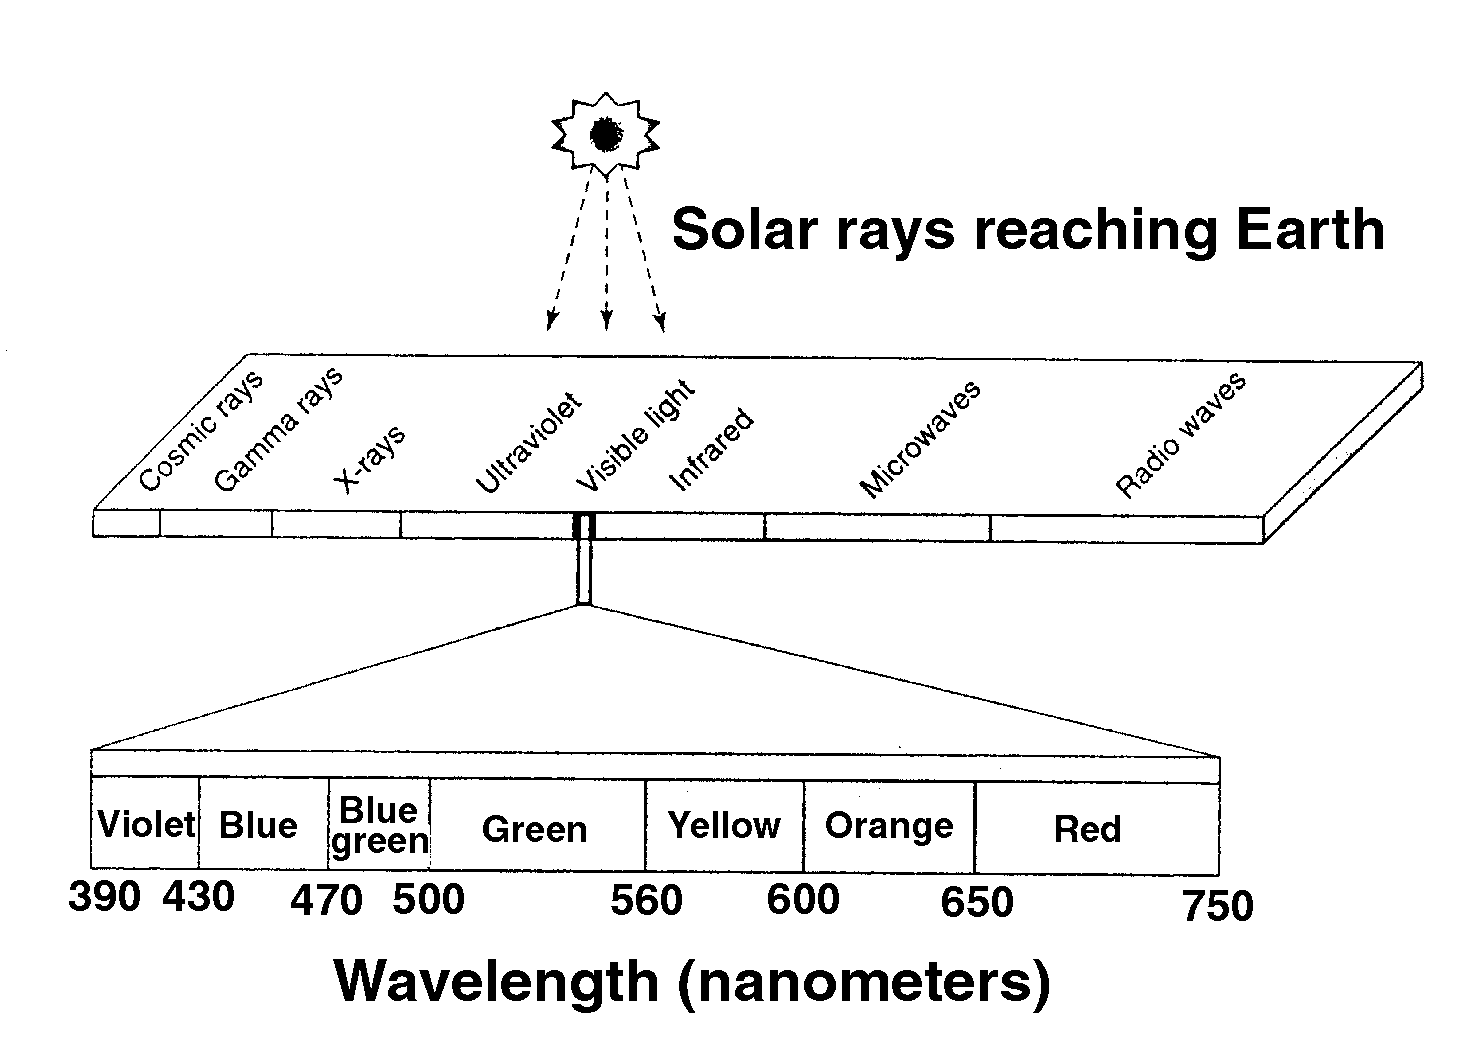 Solar rays reaching Earth
Cosmic rays
Gamma rays
X-rays
Ultraviolet
Visible light
Infrared
Microwaves
Radio waves
Violet
Blue
Blue
green
Green
Yellow
Orange
Red
390 430 470 500 560 600 650 750
Wavelength (nanometers)